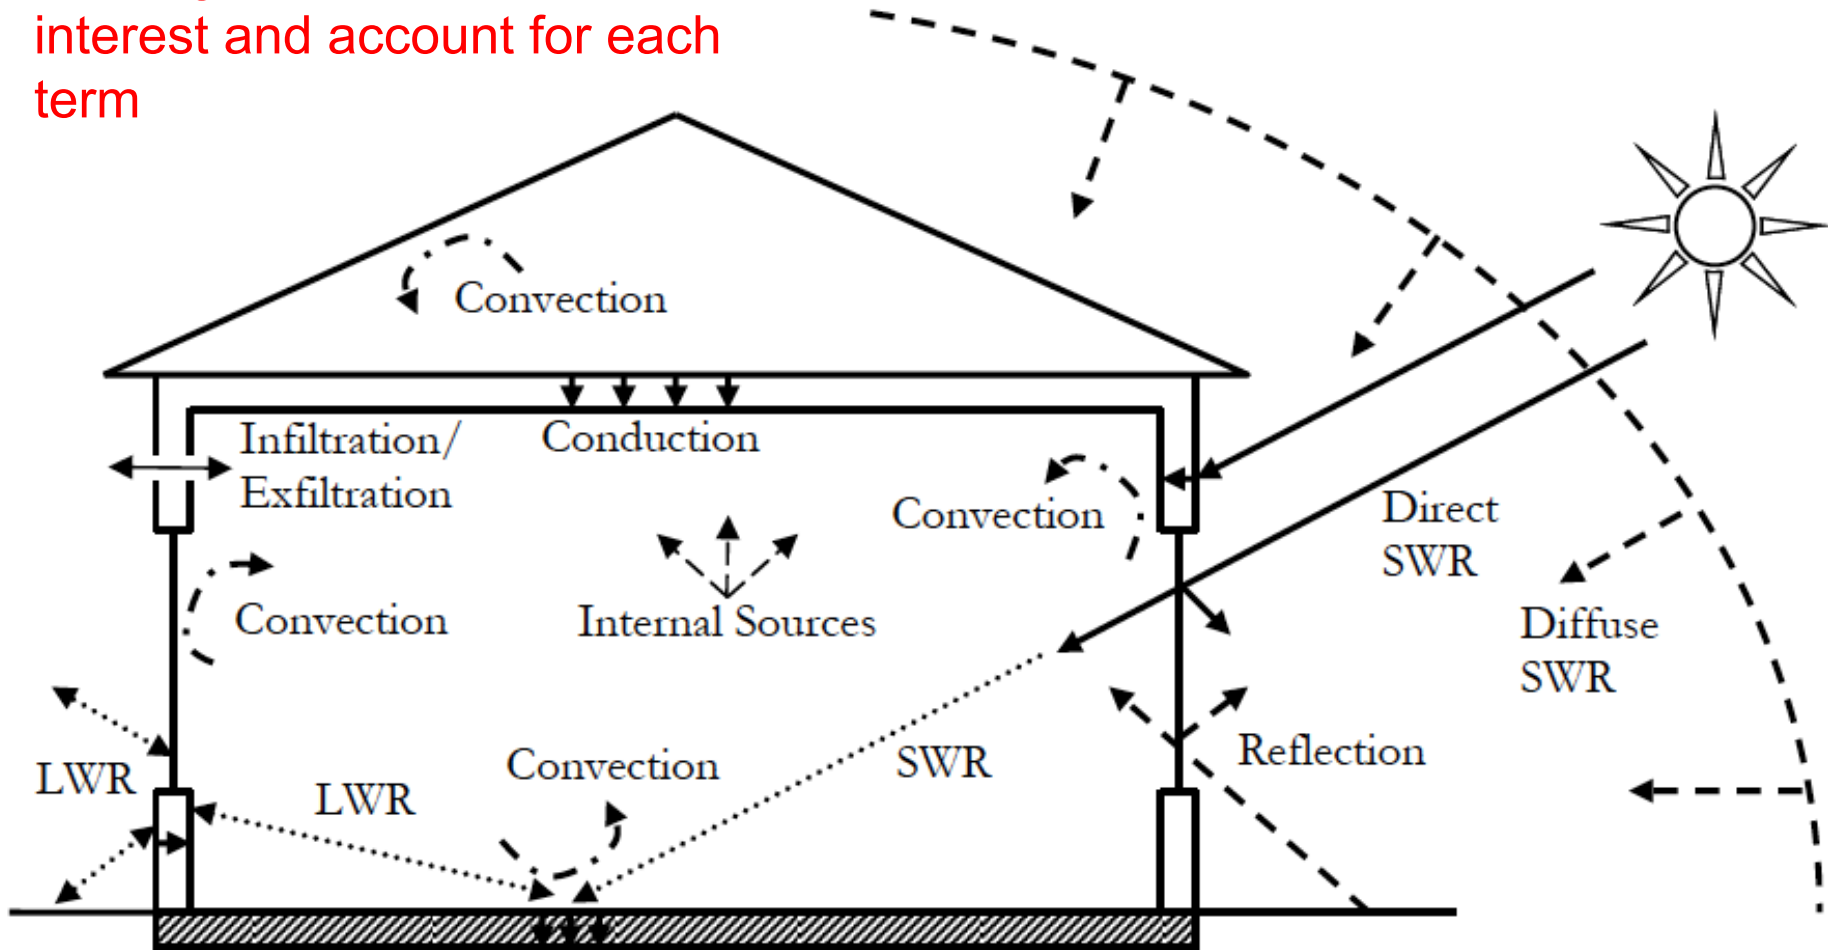 interest and account for each
term
Convection
Infiltration/
Exfiltration
Conduction
Convection
Direct
SWR
Convection
Internal Sources
Diffuse
SWR
LWR
LWR
Convection
SWR
Reflection